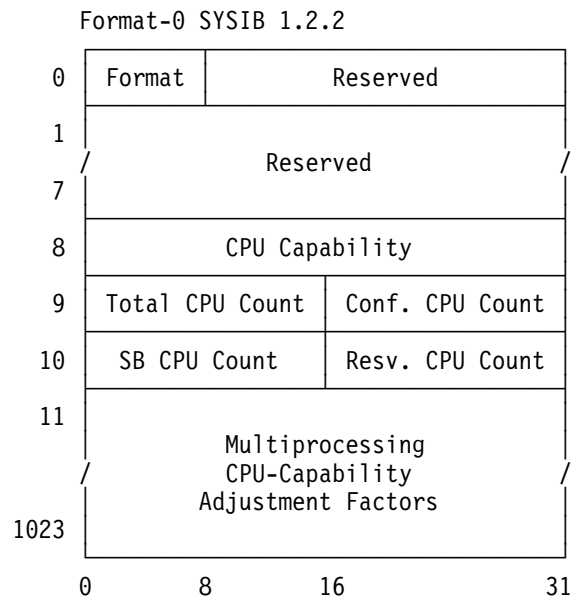 Format-0 SYSIB 1.2.2
0 Format Reserved
1
/ Reserved /
7
8 CPU Capability
9 Total CPU Count Conf. CPU Count
10 SB CPU Count Resv. CPU Count
11
Multiprocessing
/ CPU-Capability /
Adjustment Factors
1023
0 8 16 31